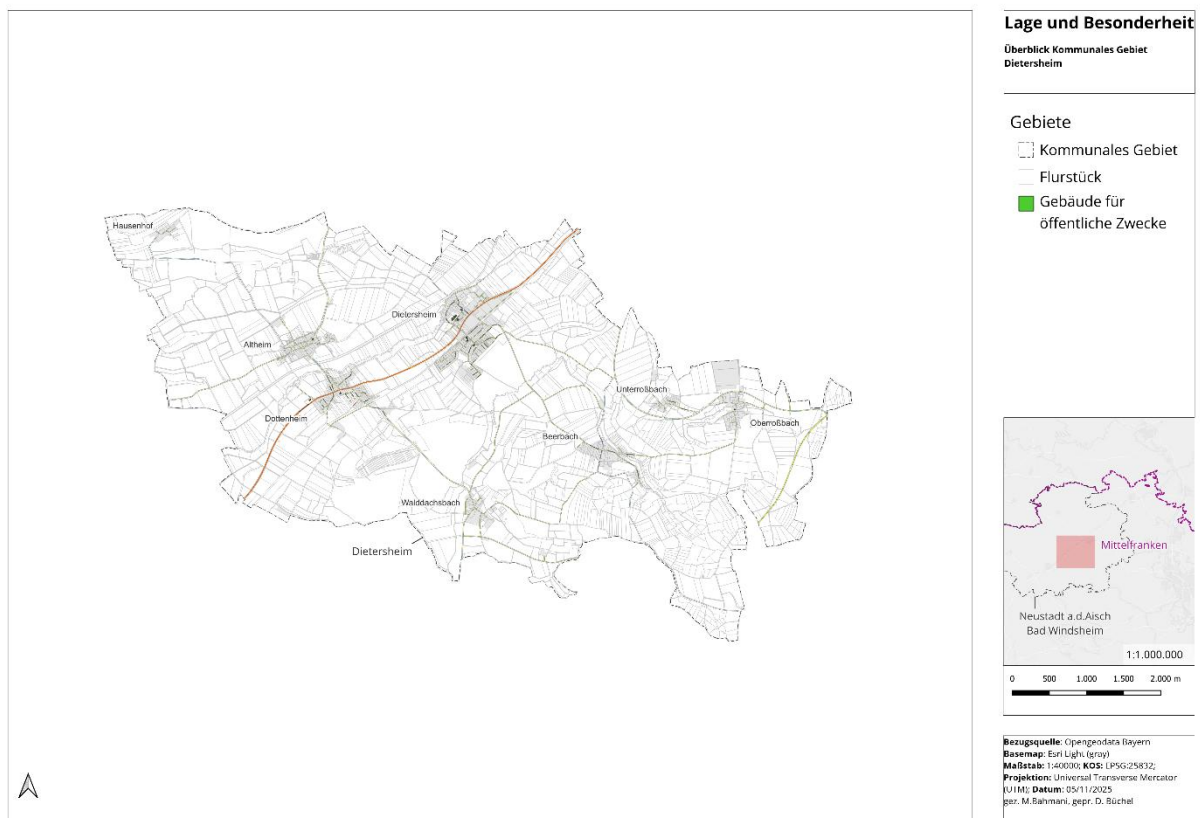 Lage und Besonderheit
Überblick Kommunales Gebiet
Dietersheim
Gebiete
Kommunales Gebiet
Flurstück
Gebäude für
öffentliche Zwecke
Hausenhof
Dietersheim
Altheim
Dottenheim
Unterroßbach
Oberroßbach
Beerbach
Walddachsbach
Dietersheim
Mittelfranken
Neustadt a.d.Aisch
Bad Windsheim
1:1.000.000
0 500 1.000 1.500 2.000 m
Bezugsquelle: Opengeodata Bayern
Basemap: Esri Light (gray)
Maßstab: 1:40000; KOS: EPSG:25832;
Projektion: Universal Transverse Mercator
(UTM); Datum: 05/11/2025
gez. M.Bahmani, gepr. D. Büchel